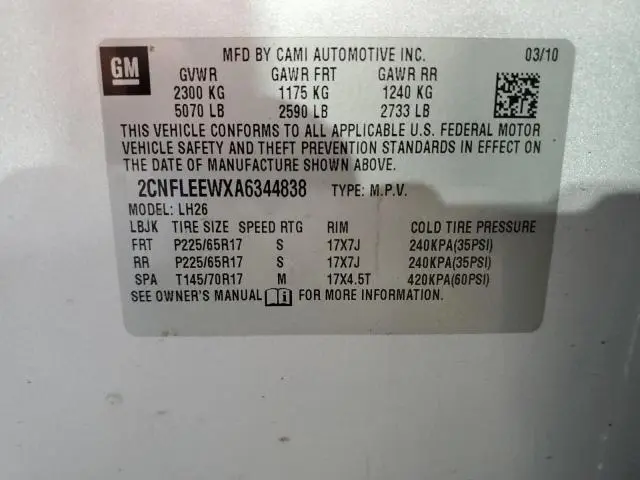 GM
MFD BY CAMI AUTOMOTIVE INC. 03/10
GVWR GAWR FRT GAWR RR
2300 KG 1175 KG 1240 KG
5070 LB 2590 LB 2733 LB
THIS VEHICLE CONFORMS TO ALL APPLICABLE U.S. FEDERAL MOTOR
VEHICLE SAFETY AND THEFT PREVENTION STANDARDS IN EFFECT ON
THE DATE OF MANUFACTURE SHOWN ABOVE.
2CNFLEEWXA6344838 TYPE: M.P.V.
MODEL: LH26
LBJK TIRE SIZE SPEED RTG RIM COLD TIRE PRESSURE
FRT P225/65R17 S 17X7J 240KPA(35PSI)
RR P225/65R17 S 17X7J 240KPA(35PSI)
SPA T145/70R17 M 17X4.5T 420KPA(60PSI)
SEE OWNER'S MANUAL i FOR MORE INFORMATION.